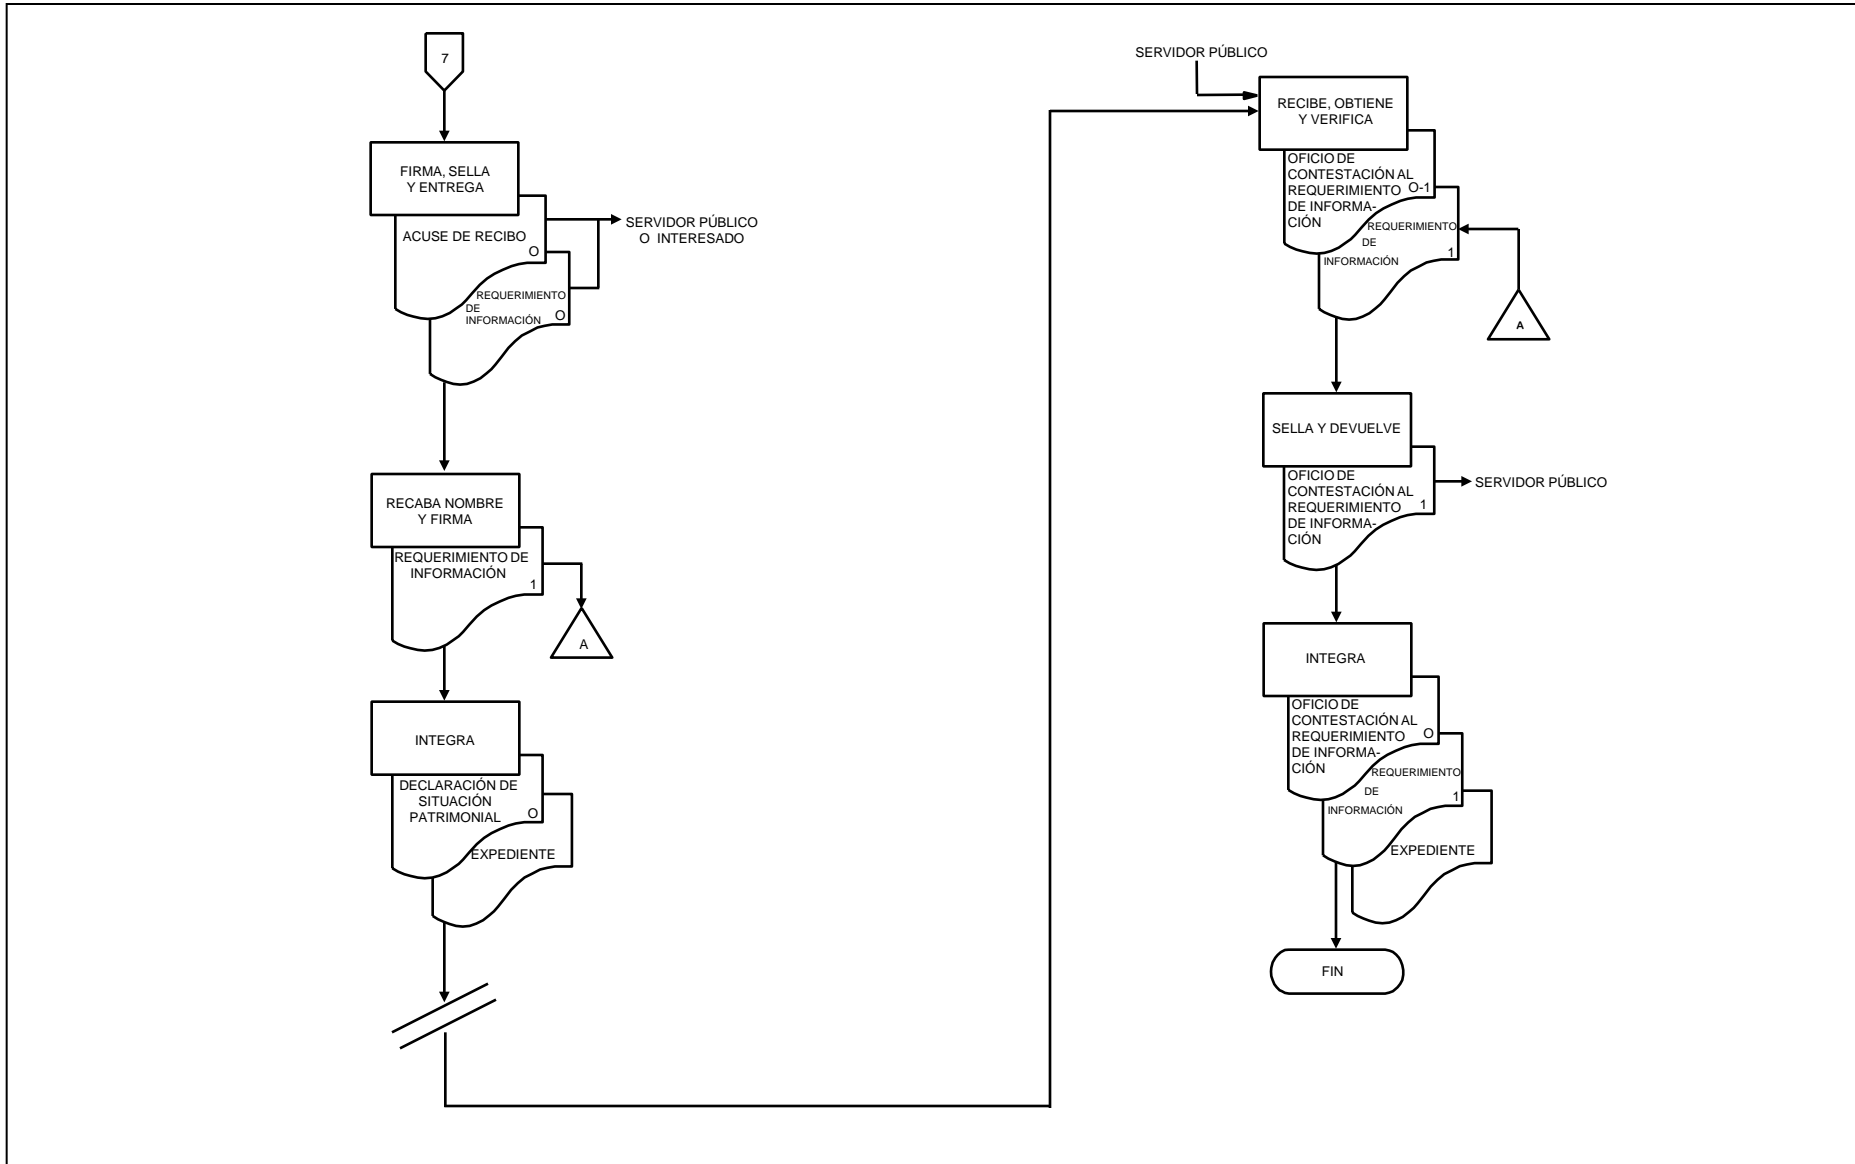 7
FIRMA, SELLA
Y ENTREGA
ACUSE DE RECIBO
O
SERVIDOR PÚBLICO
O INTERESADO
REQUERIMIENTO
DE
INFORMACIÓN
O
RECABA NOMBRE
Y FIRMA
REQUERIMIENTO DE
INFORMACIÓN
1
A
INTEGRA
DECLARACIÓN DE
SITUACIÓN
PATRIMONIAL
O
EXPEDIENTE
SERVIDOR PÚBLICO
RECIBE, OBTIENE
Y VERIFICA
OFICIO DE
CONTESTACIÓN AL
REQUERIMIENTO
DE INFORMA-
CIÓN
O-1
REQUERIMIENTO
DE
INFORMACIÓN
1
A
SELLA Y DEVUELVE
OFICIO DE
CONTESTACIÓN AL
REQUERIMIENTO
DE INFORMA-
CIÓN
1
SERVIDOR PÚBLICO
INTEGRA
OFICIO DE
CONTESTACIÓN AL
REQUERIMIENTO
DE INFORMA-
CIÓN
O
REQUERIMIENTO
DE
INFORMACIÓN
1
EXPEDIENTE
FIN